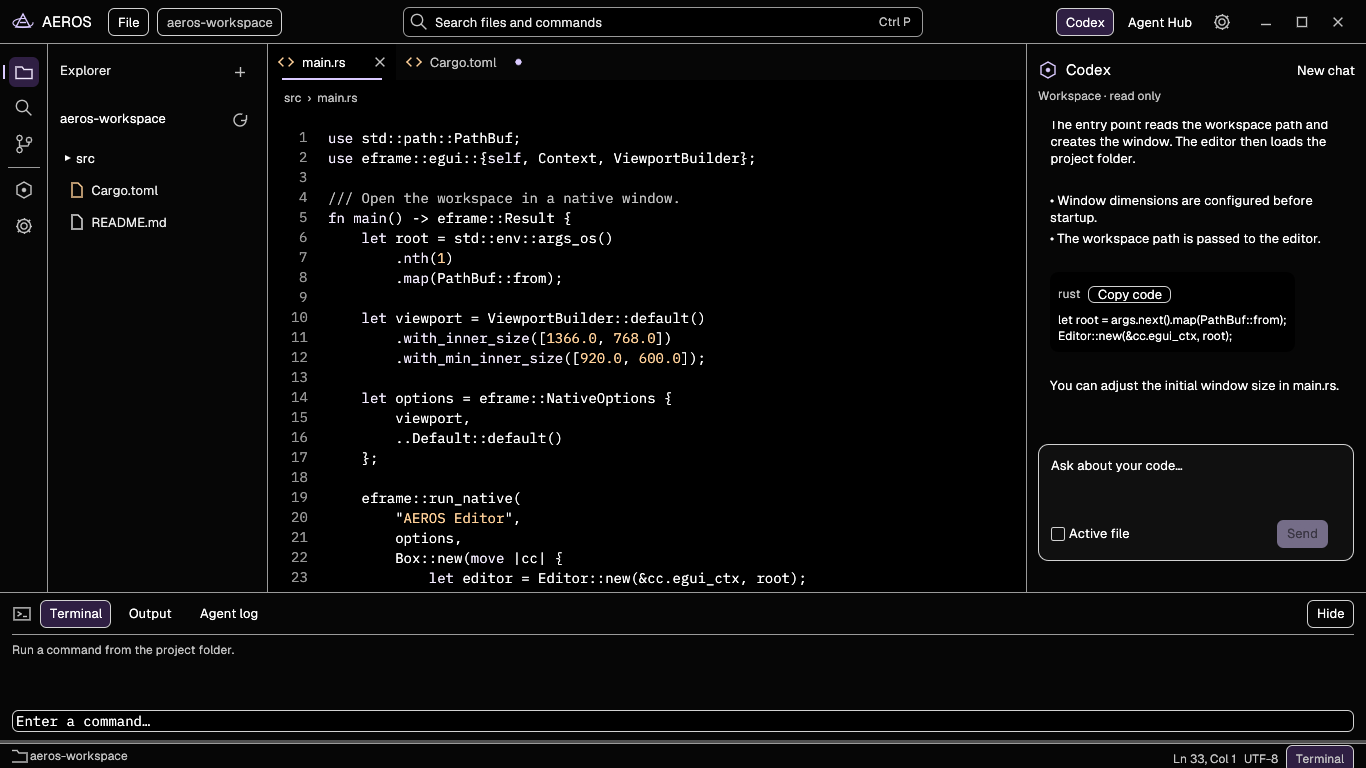 AEROS File aeros-workspace Search files and commands Ctrl P Codex Agent Hub
Explorer
aeros-workspace
src
Cargo.toml
README.md
main.rs Cargo.toml
src › main.rs
1 use std::path::PathBuf;
2 use eframe::egui::{self, Context, ViewportBuilder};
3
4 /// Open the workspace in a native window.
5 fn main() -> eframe::Result {
6     let root = std::env::args_os()
7         .nth(1)
8         .map(PathBuf::from);
9
10     let viewport = ViewportBuilder::default()
11         .with_inner_size([1366.0, 768.0])
12         .with_min_inner_size([920.0, 600.0]);
13
14     let options = eframe::NativeOptions {
15         viewport,
16         ..Default::default()
17     };
18
19     eframe::run_native(
20         "AEROS Editor",
21         options,
22         Box::new(move |cc| {
23             let editor = Editor::new(&cc.egui_ctx, root);
Codex New chat
Workspace · read only
The entry point reads the workspace path and
creates the window. The editor then loads the
project folder.
• Window dimensions are configured before
startup.
• The workspace path is passed to the editor.
rust Copy code
let root = args.next().map(PathBuf::from);
Editor::new(&cc.egui_ctx, root);
You can adjust the initial window size in main.rs.
Ask about your code…
Active file Send
Terminal Output Agent log Hide
Run a command from the project folder.
Enter a command…
aeros-workspace Ln 33, Col 1 UTF-8 Terminal